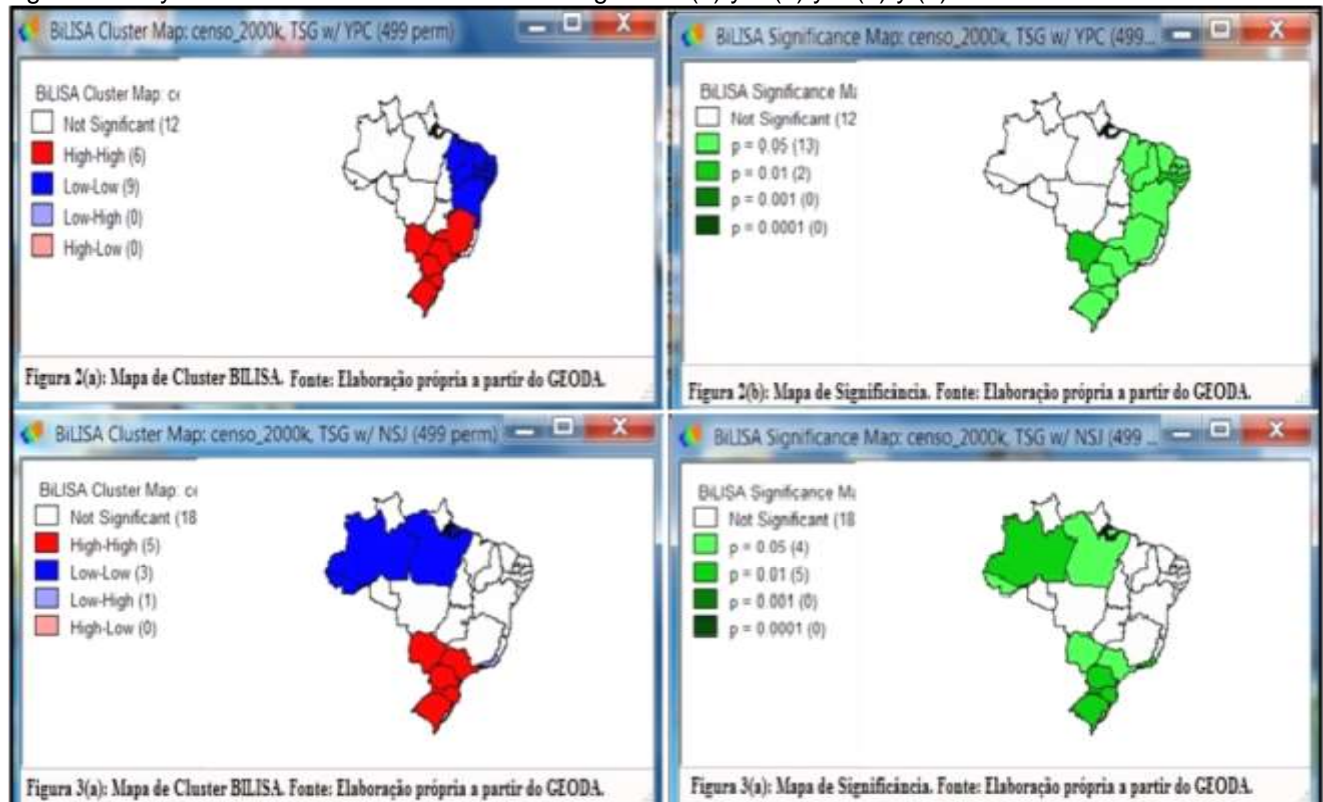 BiLISA Cluster Map: censo_2000k, TSG w/ YPC (499 perm)
BiLISA Cluster Map: ce
Not Significant (12
High-High (6)
Low-Low (9)
Low-High (0)
High-Low (0)
Figura 2(a): Mapa de Cluster BILISA. Fonte: Elaboração própria a partir do GEODA.
BiLISA Significance Map: censo_2000k, TSG w/ YPC (499...
BiLISA Significance Ma
Not Significant (12
p = 0.05 (13)
p = 0.01 (2)
p = 0.001 (0)
p = 0.0001 (0)
Figura 2(b): Mapa de Significância. Fonte: Elaboração própria a partir do GEODA.
BiLISA Cluster Map: censo_2000k, TSG w/ NSJ (499 perm)
BiLISA Cluster Map: ce
Not Significant (18
High-High (5)
Low-Low (3)
Low-High (1)
High-Low (0)
Figura 3(a): Mapa de Cluster BILISA. Fonte: Elaboração própria a partir do GEODA.
BiLISA Significance Map: censo_2000k, TSG w/ NSJ (499 ...
BiLISA Significance Ma
Not Significant (18
p = 0.05 (4)
p = 0.01 (5)
p = 0.001 (0)
p = 0.0001 (0)
Figura 3(a): Mapa de Significância. Fonte: Elaboração própria a partir do GEODA.